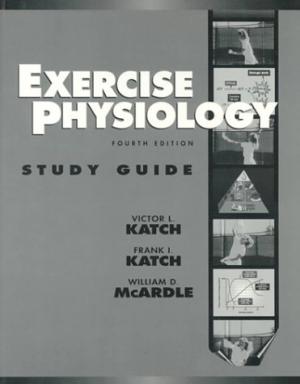 EXERCISE
PHYSIOLOGY
FOURTH EDITION
STUDY GUIDE
VICTOR L.
KATCH
FRANK I.
KATCH
WILLIAM D.
McARDLE